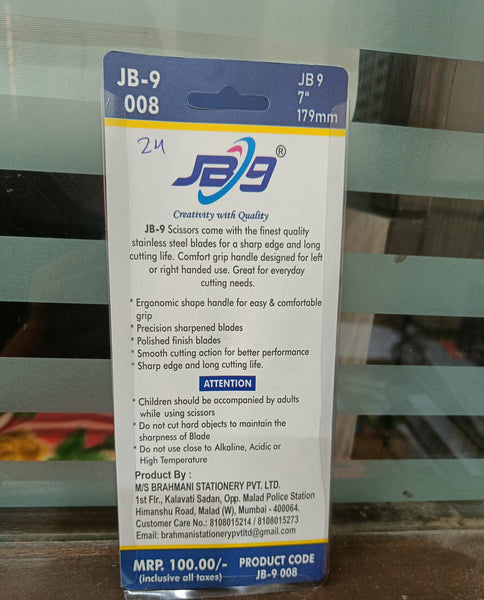 JB-9
008
JB 9
7"
179mm
24
JB9®
Creativity with Quality
JB-9 Scissors come with the finest quality
stainless steel blades for a sharp edge and long
cutting life. Comfort grip handle designed for left
or right handed use. Great for everyday
cutting needs.
* Ergonomic shape handle for easy & comfortable
grip
* Precision sharpened blades
* Polished finish blades
* Smooth cutting action for better performance
* Sharp edge and long cutting life.
ATTENTION
* Children should be accompanied by adults
while using scissors
* Do not cut hard objects to maintain the
sharpness of Blade
* Do not use close to Alkaline, Acidic or
High Temperature
Product By :
M/S BRAHMANI STATIONERY PVT. LTD.
1st Flr., Kalavati Sadan, Opp. Malad Police Station
Himanshu Road, Malad (W), Mumbai - 400064.
Customer Care No.: 8108015214 / 8108015273
Email: brahmanistationerypvtltd@gmail.com
MRP. 100.00/-
(inclusive all taxes)
PRODUCT CODE
JB-9 008